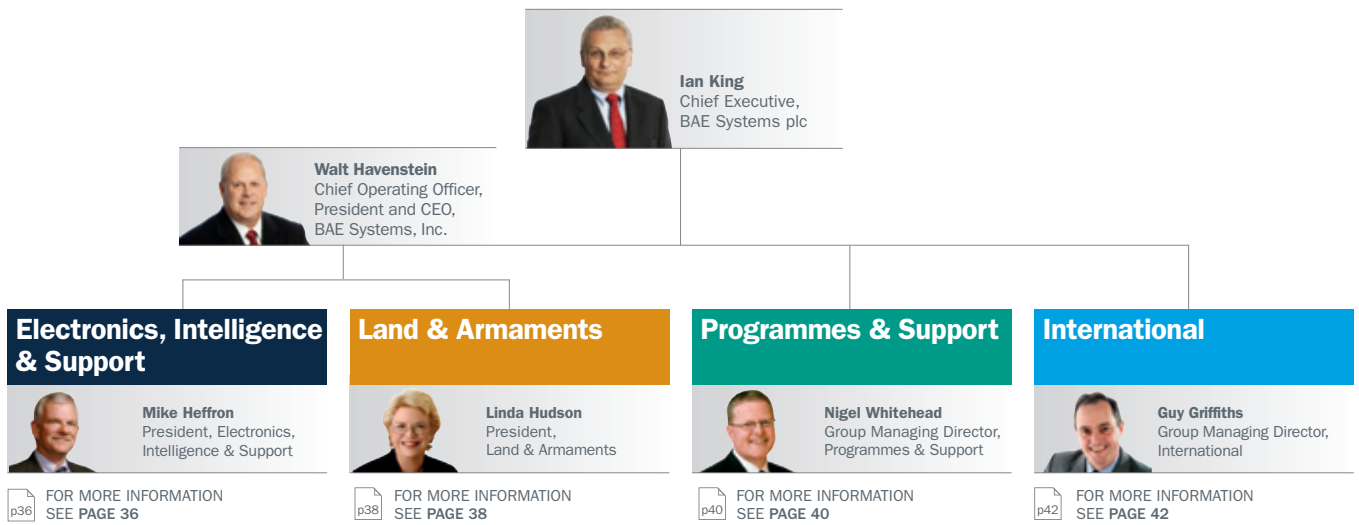 Ian King
Chief Executive,
BAE Systems plc
Walt Havenstein
Chief Operating Officer,
President and CEO,
BAE Systems, Inc.
Electronics, Intelligence
& Support
Mike Heffron
President, Electronics,
Intelligence & Support
p36
FOR MORE INFORMATION
SEE PAGE 36
Land & Armaments
Linda Hudson
President,
Land & Armaments
p38
FOR MORE INFORMATION
SEE PAGE 38
Programmes & Support
Nigel Whitehead
Group Managing Director,
Programmes & Support
p40
FOR MORE INFORMATION
SEE PAGE 40
International
Guy Griffiths
Group Managing Director,
International
p42
FOR MORE INFORMATION
SEE PAGE 42